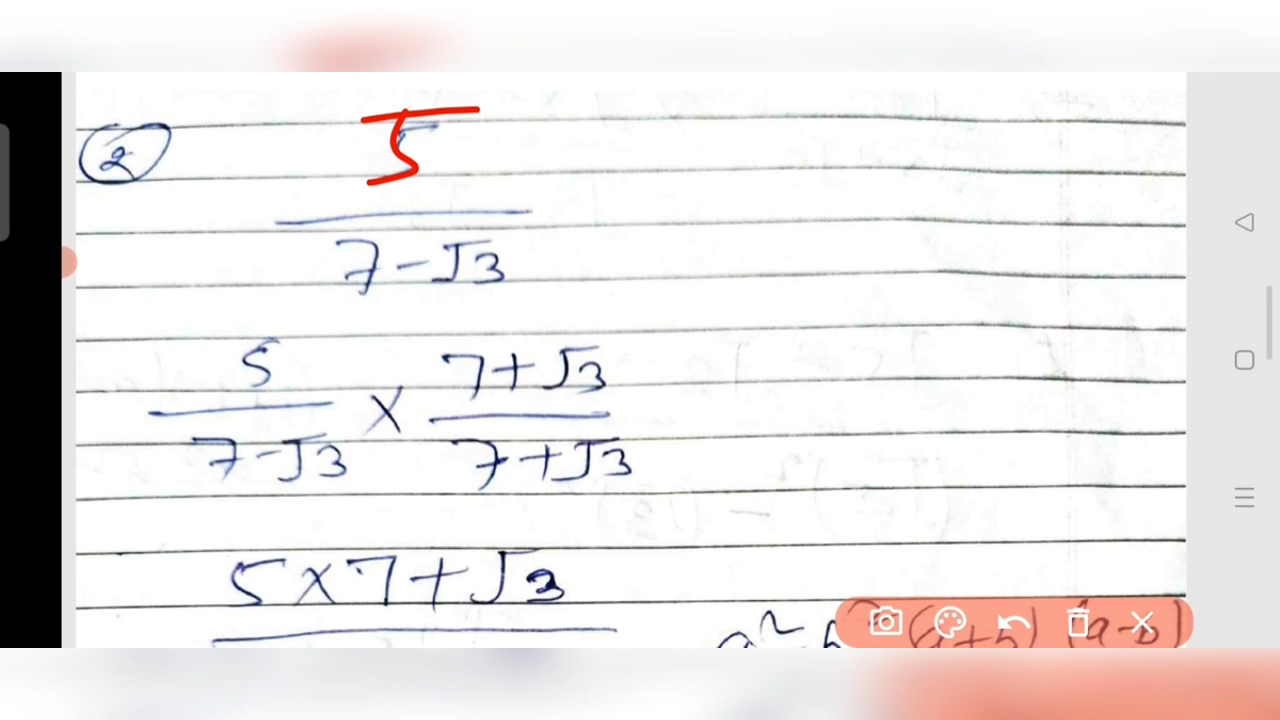 ② 5
7-√3
5 × 7+√3
7-√3 7+√3
5×7+√3
(a+b) (a-b)